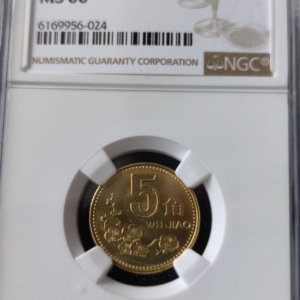 6169956-024
NUMISMATIC GUARANTY CORPORATION
NGC®
5角
WU JIAO